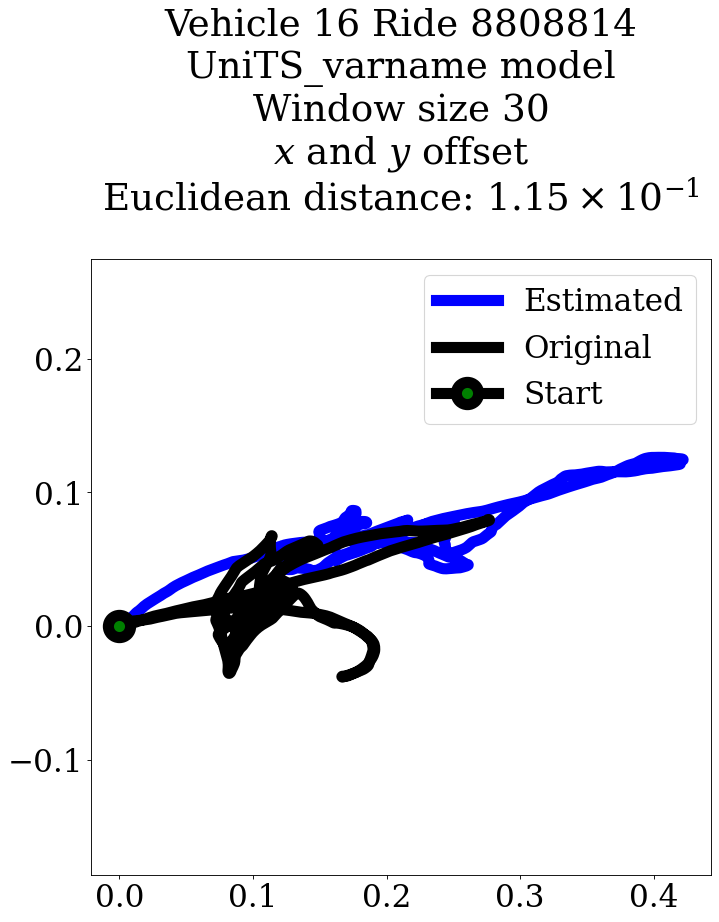 Vehicle 16 Ride 8808814
UniTS_varname model
Window size 30
x and y offset
Euclidean distance: 1.15 × 10⁻¹
Estimated
Original
Start
0.2
0.1
0.0
−0.1
0.0 0.1 0.2 0.3 0.4